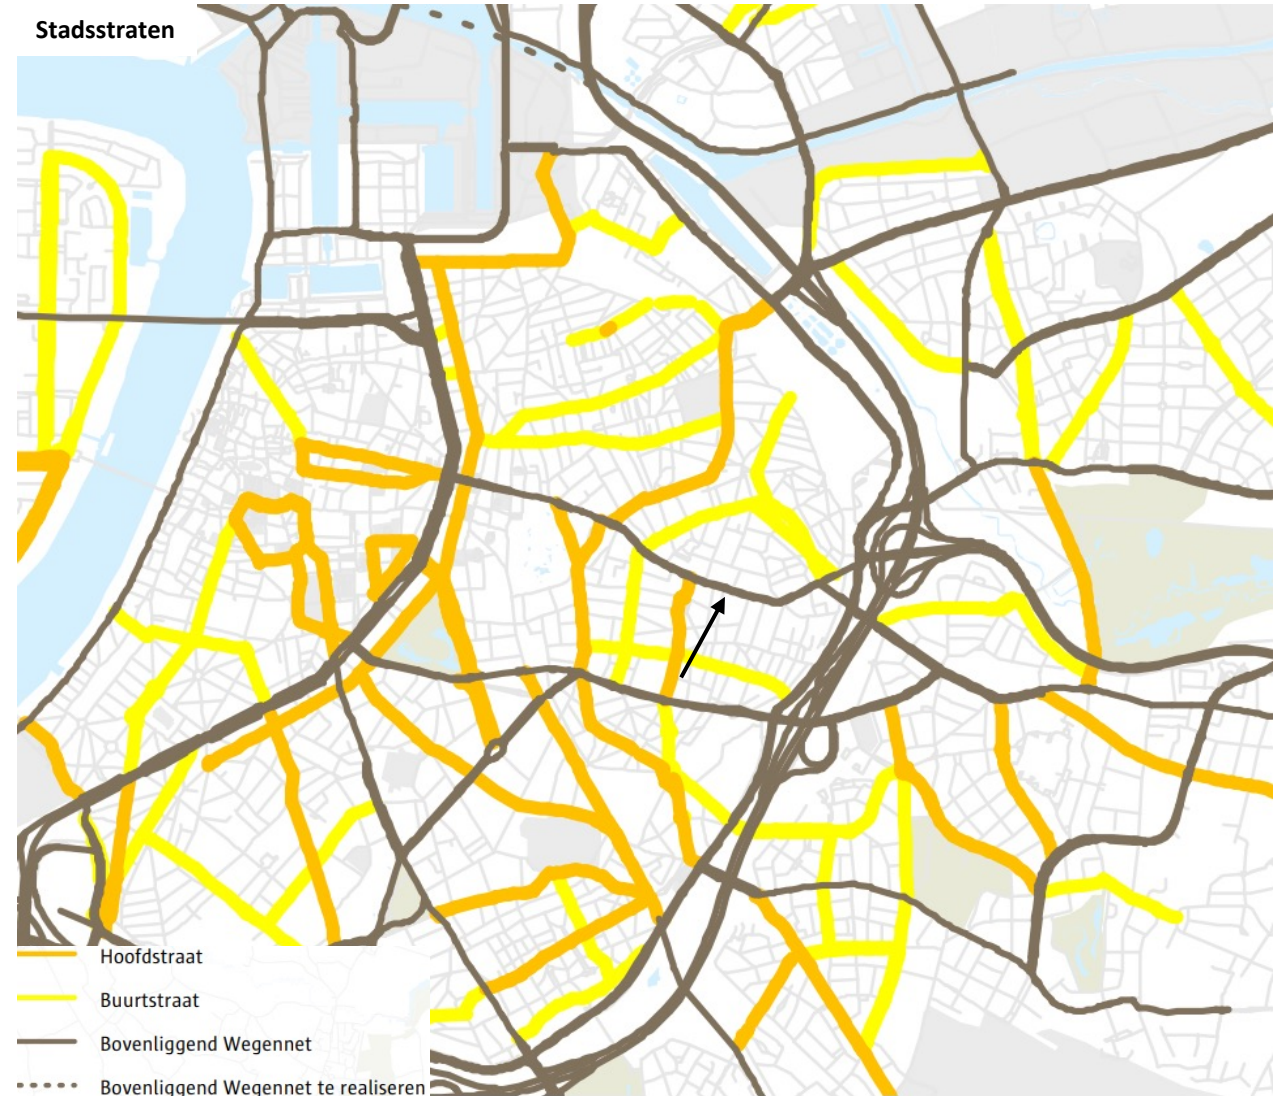 Stadsstraten
Hoofdstraat
Buurtstraat
Bovenliggend Wegennet
Bovenliggend Wegennet te realiseren